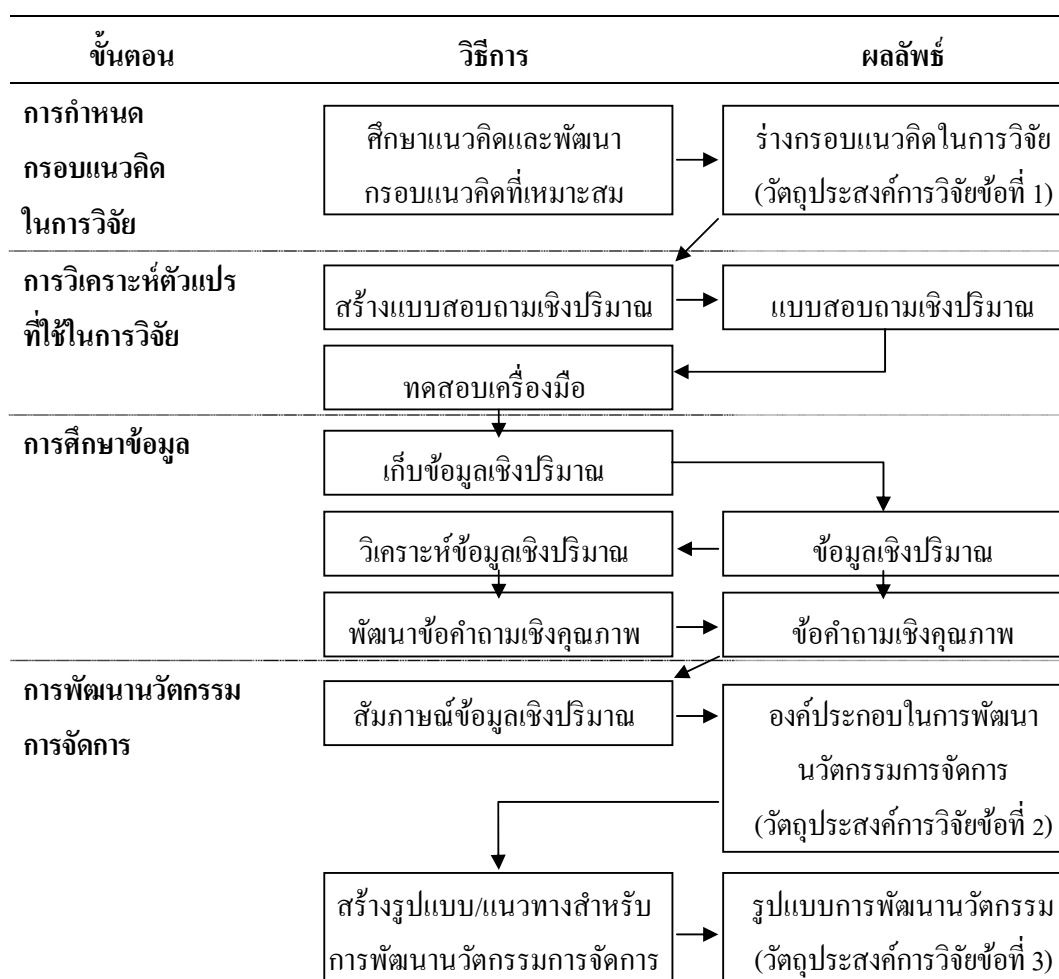 ขั้นตอน วิธีการ ผลลัพธ์
การกำหนด
กรอบแนวคิด
ในการวิจัย
ศึกษาแนวคิดและพัฒนา
กรอบแนวคิดที่เหมาะสม
ร่างกรอบแนวคิดในการวิจัย
(วัตถุประสงค์การวิจัยข้อที่ 1)
การวิเคราะห์ตัวแปร
ที่ใช้ในการวิจัย
สร้างแบบสอบถามเชิงปริมาณ
แบบสอบถามเชิงปริมาณ
ทดสอบเครื่องมือ
การศึกษาข้อมูล
เก็บข้อมูลเชิงปริมาณ
วิเคราะห์ข้อมูลเชิงปริมาณ
ข้อมูลเชิงปริมาณ
พัฒนาข้อคำถามเชิงคุณภาพ
ข้อคำถามเชิงคุณภาพ
การพัฒนานวัตกรรม
การจัดการ
สัมภาษณ์ข้อมูลเชิงปริมาณ
องค์ประกอบในการพัฒนา
นวัตกรรมการจัดการ
(วัตถุประสงค์การวิจัยข้อที่ 2)
สร้างรูปแบบ/แนวทางสำหรับ
การพัฒนานวัตกรรมการจัดการ
รูปแบบการพัฒนานวัตกรรม
(วัตถุประสงค์การวิจัยข้อที่ 3)